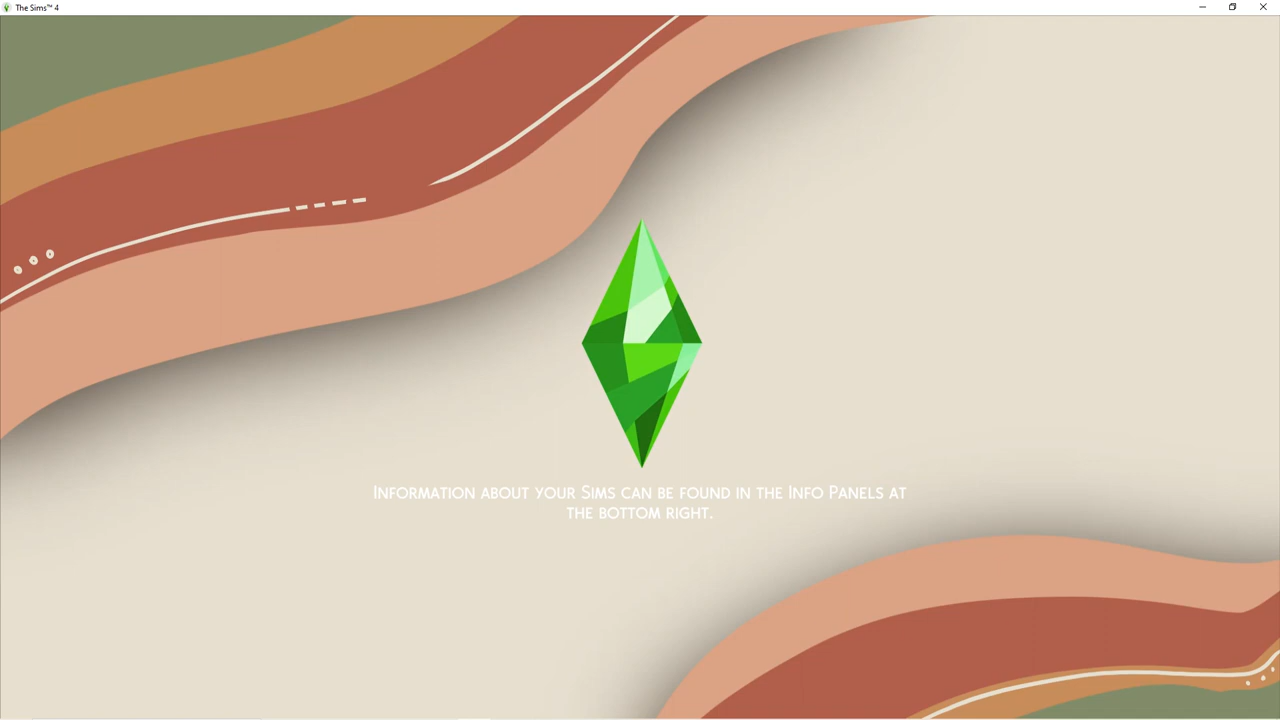 The Sims™ 4
Information about your Sims can be found in the Info Panels at
the bottom right.